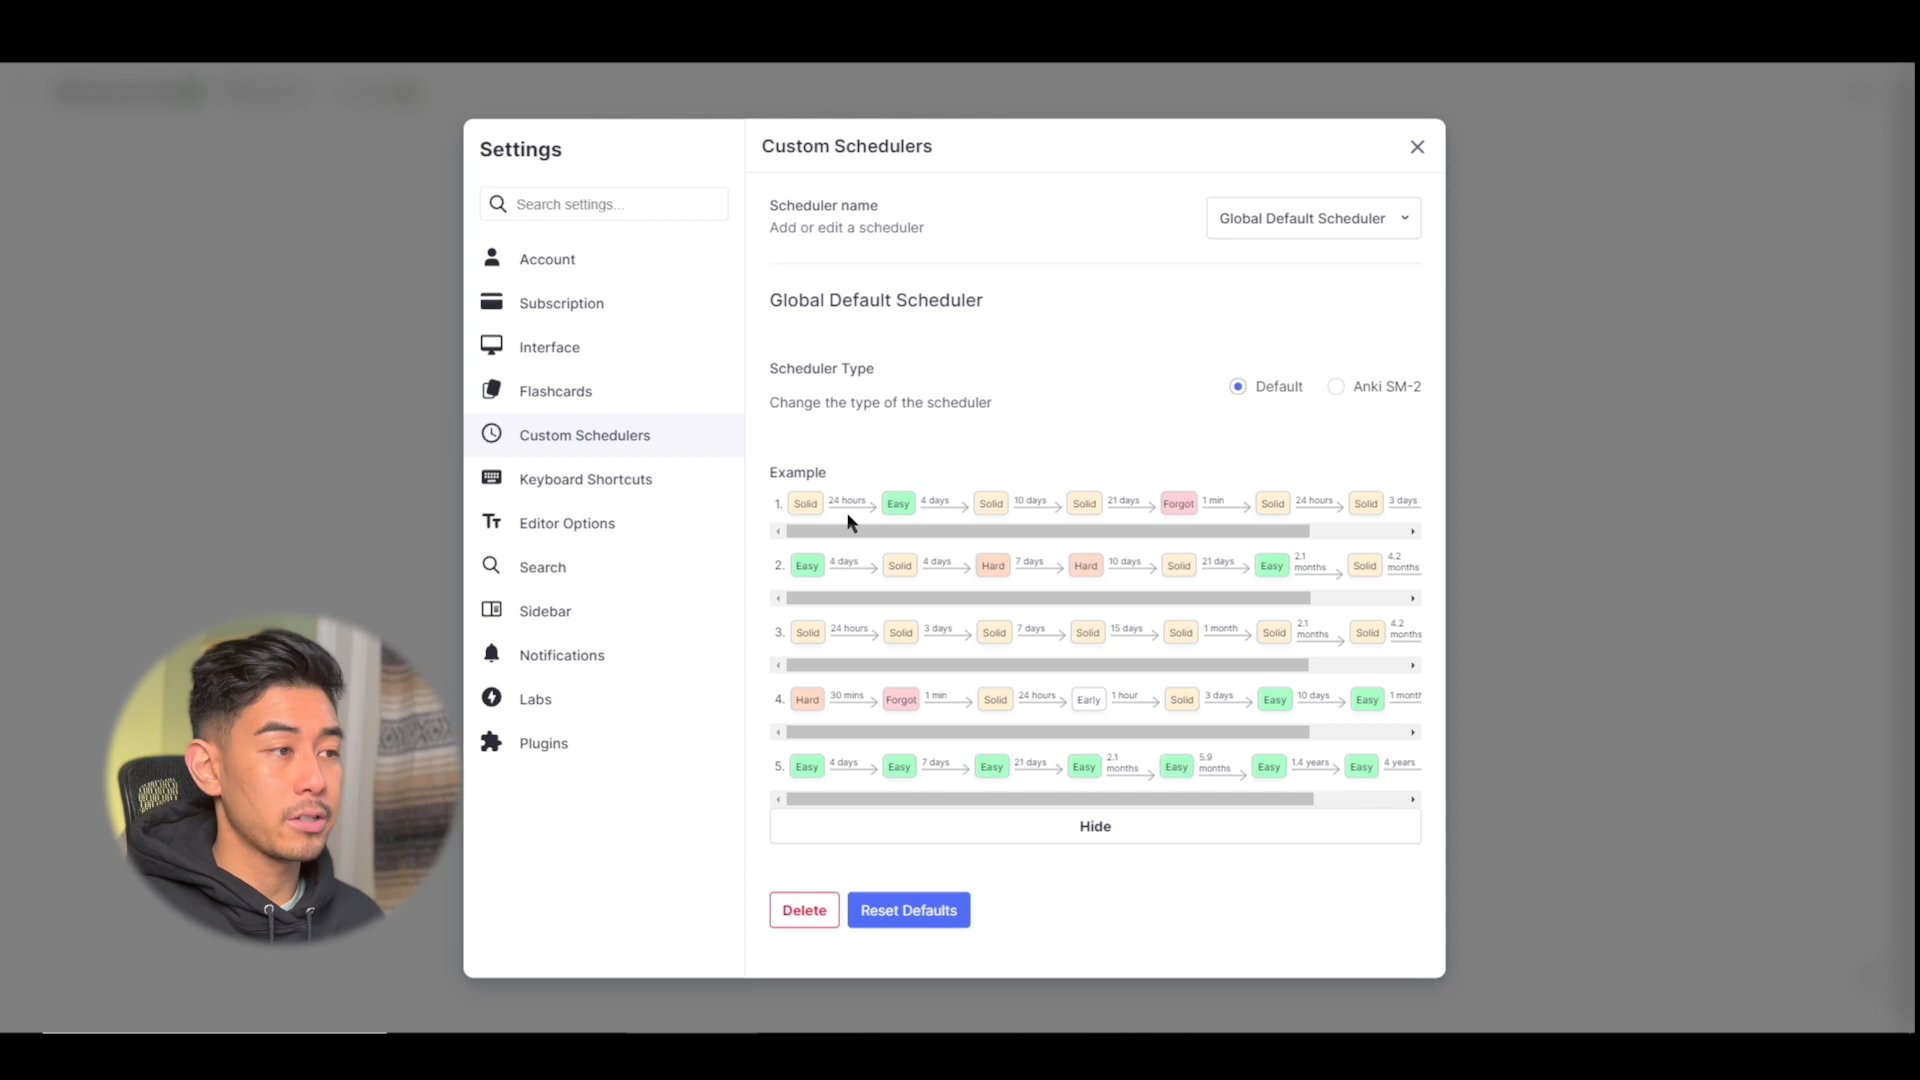 Settings
Search settings...
Account
Subscription
Interface
Flashcards
Custom Schedulers
Keyboard Shortcuts
Tт Editor Options
Search
Sidebar
Notifications
Labs
Plugins
Custom Schedulers
Scheduler name
Add or edit a scheduler
Global Default Scheduler
Global Default Scheduler
Scheduler Type
Change the type of the scheduler
Default Anki SM-2
Example
1. Solid 24 hours Easy 4 days Solid 10 days Solid 21 days Forgot 1 min Solid 24 hours Solid 3 days
2. Easy 4 days Solid 4 days Hard 7 days Hard 10 days Solid 21 days Easy 2.1 months Solid 4.2 months
3. Solid 24 hours Solid 3 days Solid 7 days Solid 15 days Solid 1 month Solid 2.1 months Solid 4.2 months
4. Hard 30 mins Forgot 1 min Solid 24 hours Early 1 hour Solid 3 days Easy 10 days Easy 1 month
5. Easy 4 days Easy 7 days Easy 21 days Easy 2.1 months Easy 5.9 months Easy 1.4 years Easy 4 years
Hide
Delete
Reset Defaults